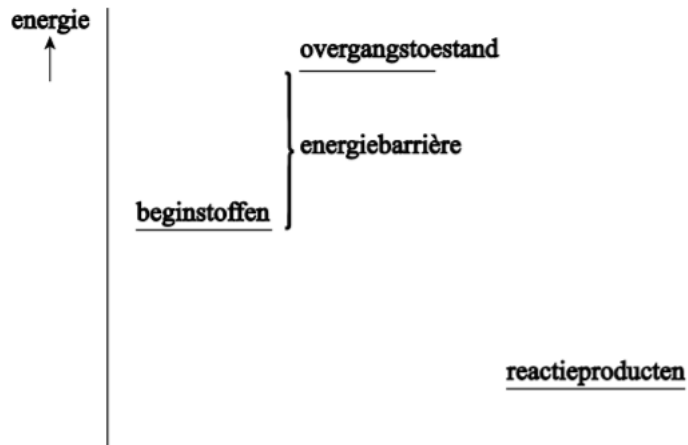 energie
overgangstoestand
energiebarrière
beginstoffen
reactieproducten